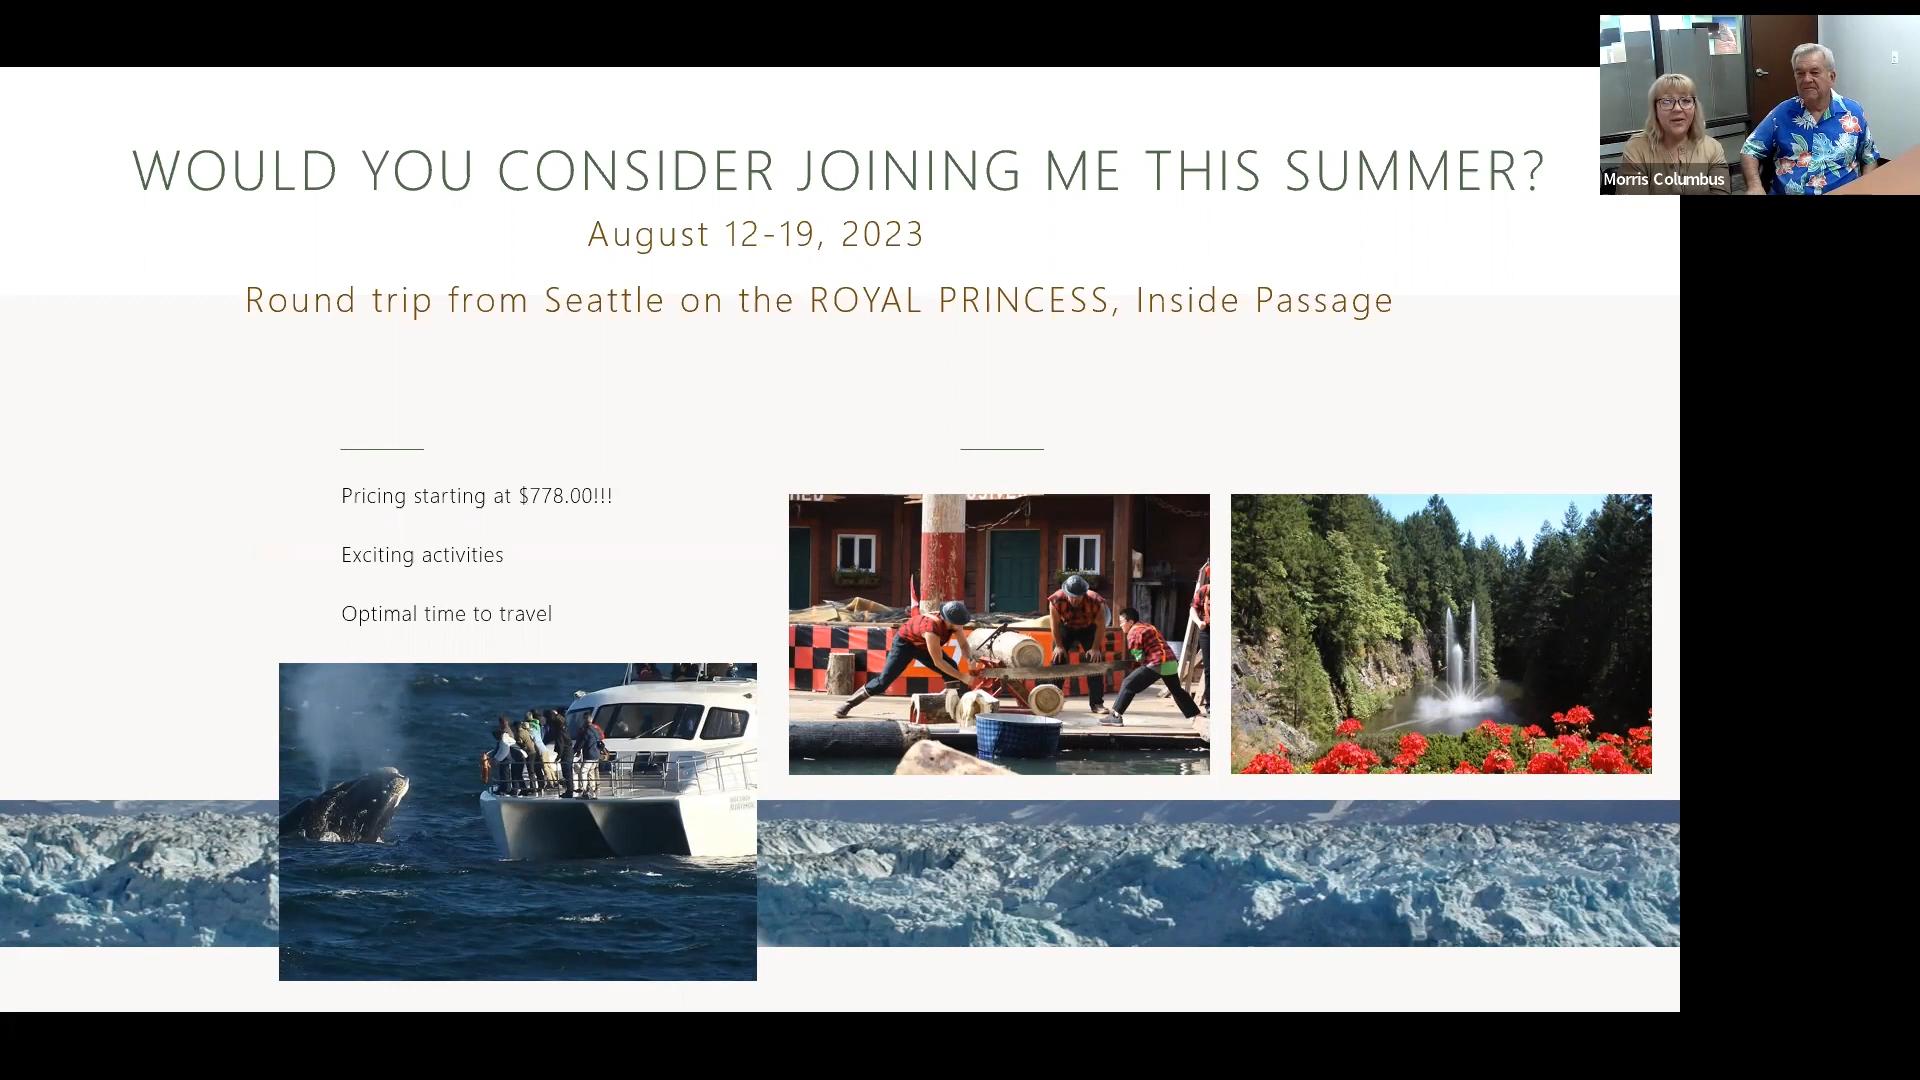 WOULD YOU CONSIDER JOINING ME THIS SUMMER?
August 12-19, 2023
Round trip from Seattle on the ROYAL PRINCESS, Inside Passage
Pricing starting at $778.00!!!
Exciting activities
Optimal time to travel
Morris Columbus